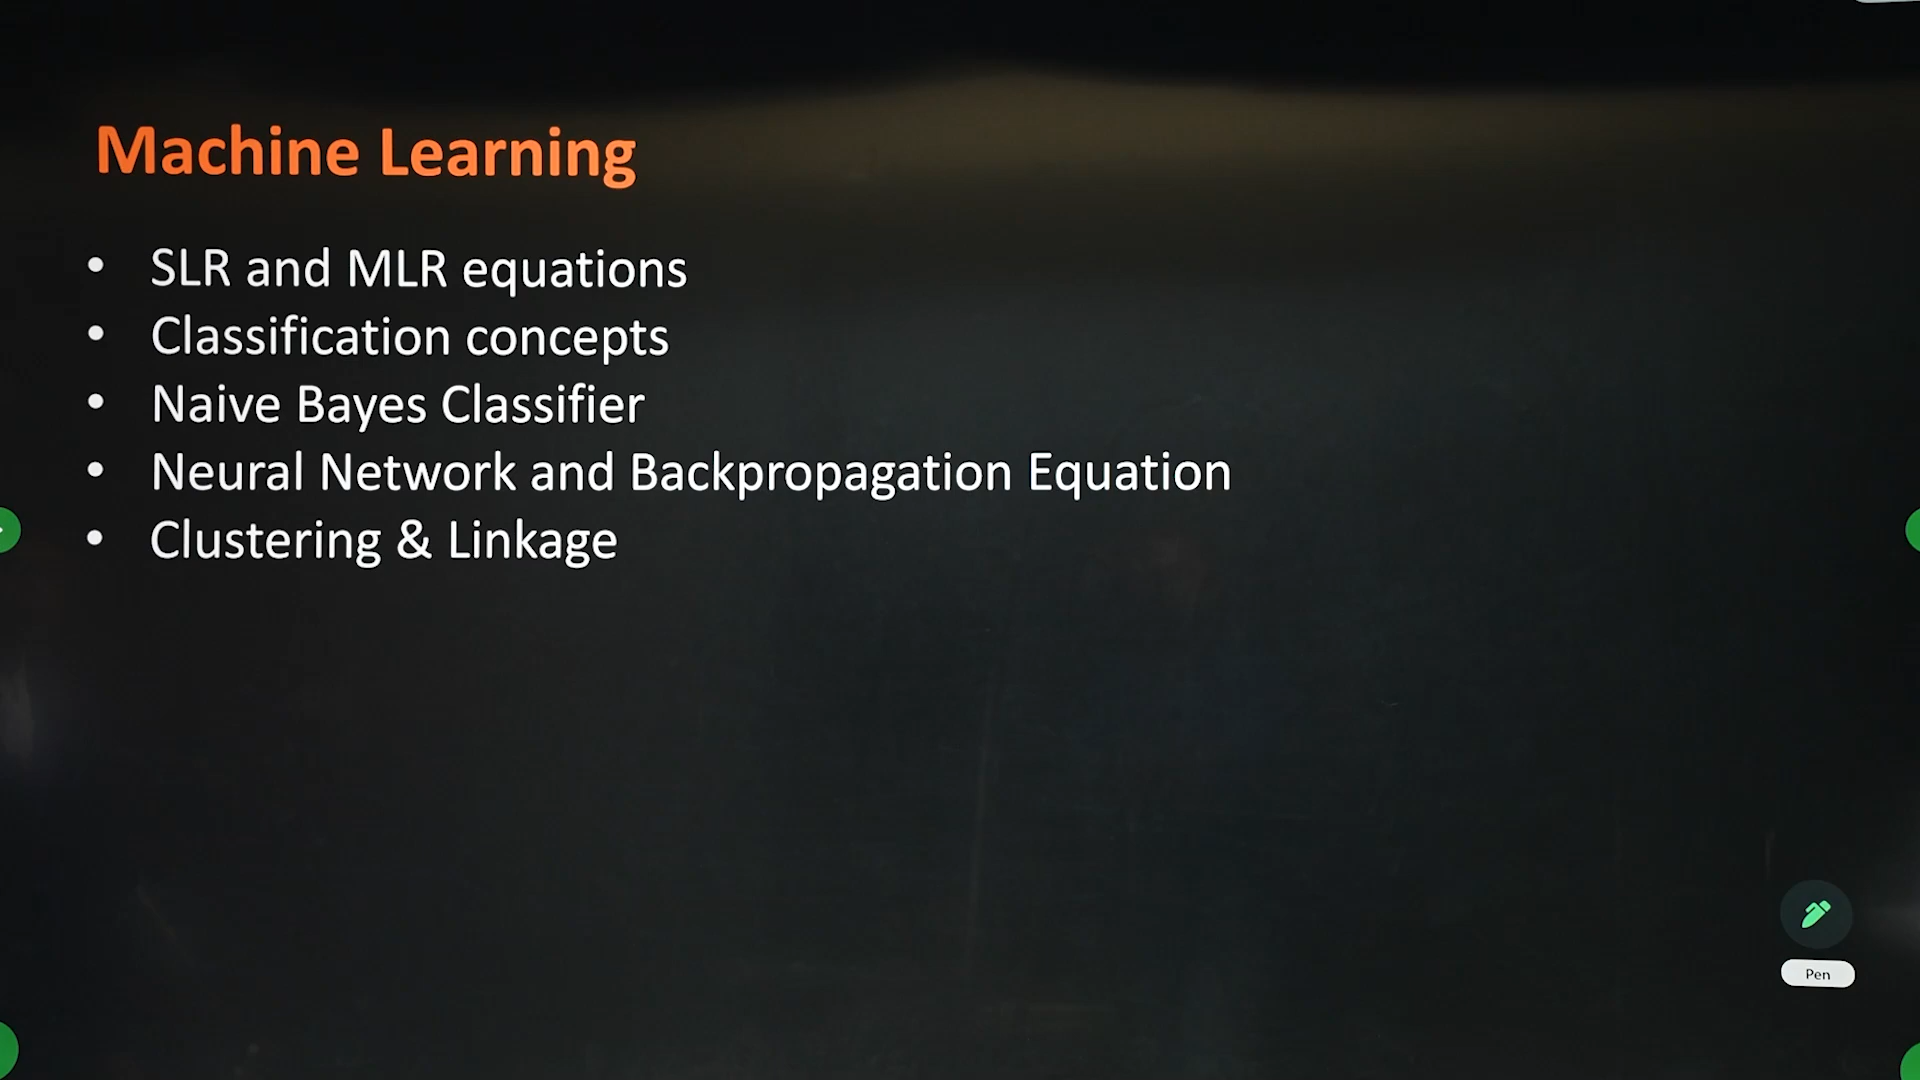 Machine Learning
• SLR and MLR equations
• Classification concepts
• Naive Bayes Classifier
• Neural Network and Backpropagation Equation
• Clustering & Linkage
Pen